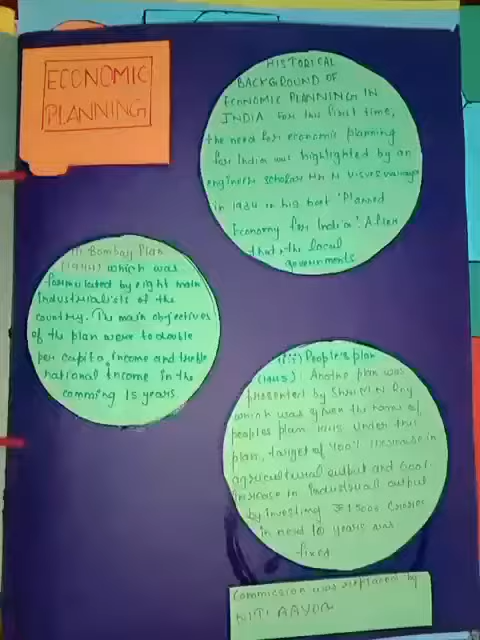 ECONOMIC
PLANNING
HISTORICAL
BACKGROUND OF
ECONOMIC PLANNING IN
INDIA For this first time,
the need for economic planning
for India was highlighted by an
engineer scholar Mr N
in 1934 in his book 'Planned
Economy for India'. After
that, the local
governments
Bombay Plan
(1944) which was
formulated by eight main
Industrialists of the
country. The main objectives
of the plan were to double
per capita income and treble
national Income in the
comming 15 years.
(iii) People's plan
(1945): Another plan was
presented by Shri M.N Roy
which was given the name of
peoples plan 1945 Under this
plan, target of 400% increase in
agricultural output and 600%
increase in Industrial output
by investing ₹ 15000 Crores
in next 10 years was
fixed
Commission was replaced by
NITI AAYOG